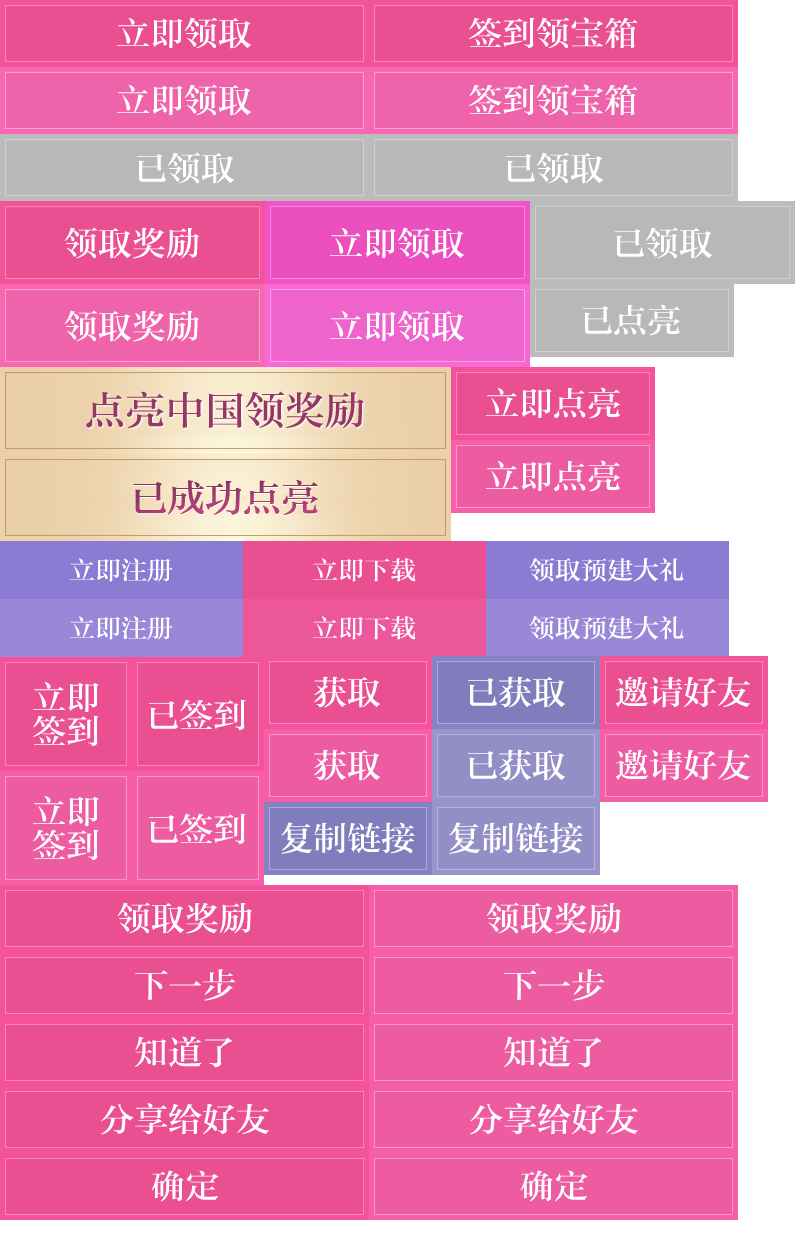 立即领取
签到领宝箱
立即领取
签到领宝箱
已领取
已领取
领取奖励
立即领取
已领取
领取奖励
立即领取
已点亮
点亮中国领奖励
立即点亮
已成功点亮
立即点亮
立即注册
立即下载
领取预建大礼
立即注册
立即下载
领取预建大礼
立即
签到
已签到
获取
已获取
邀请好友
获取
已获取
邀请好友
立即
签到
已签到
复制链接
复制链接
领取奖励
领取奖励
下一步
下一步
知道了
知道了
分享给好友
分享给好友
确定
确定